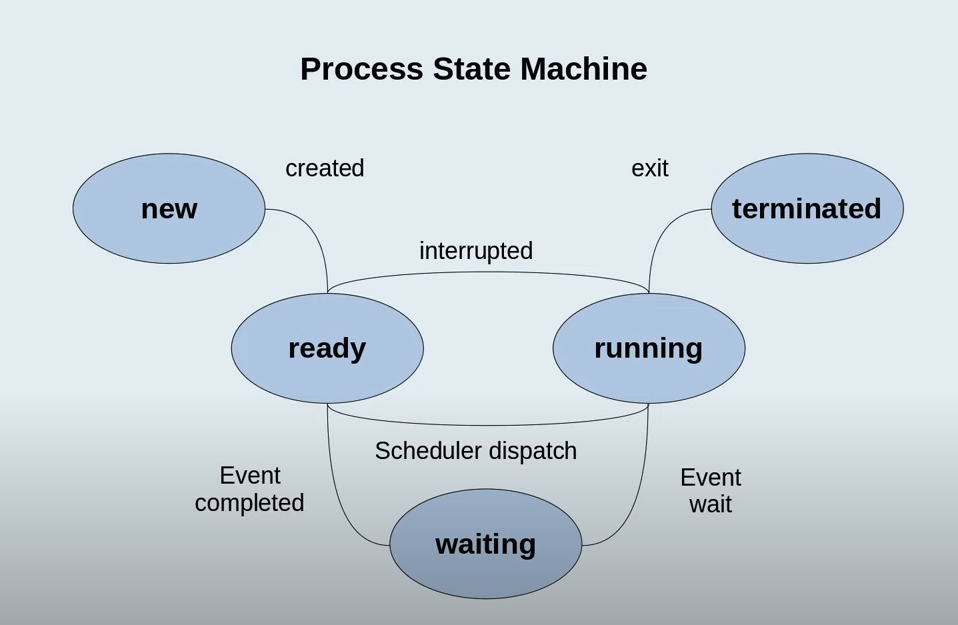 Process State Machine
created
exit
new
terminated
interrupted
ready
running
Scheduler dispatch
Event
completed
Event
wait
waiting